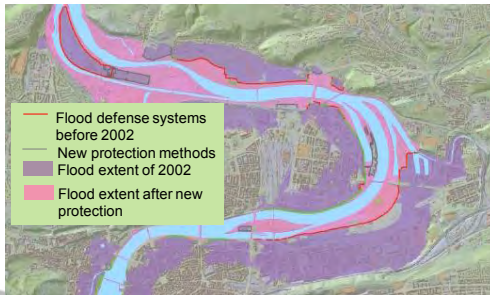 Flood defense systems
before 2002
New protection methods
Flood extent of 2002
Flood extent after new
protection